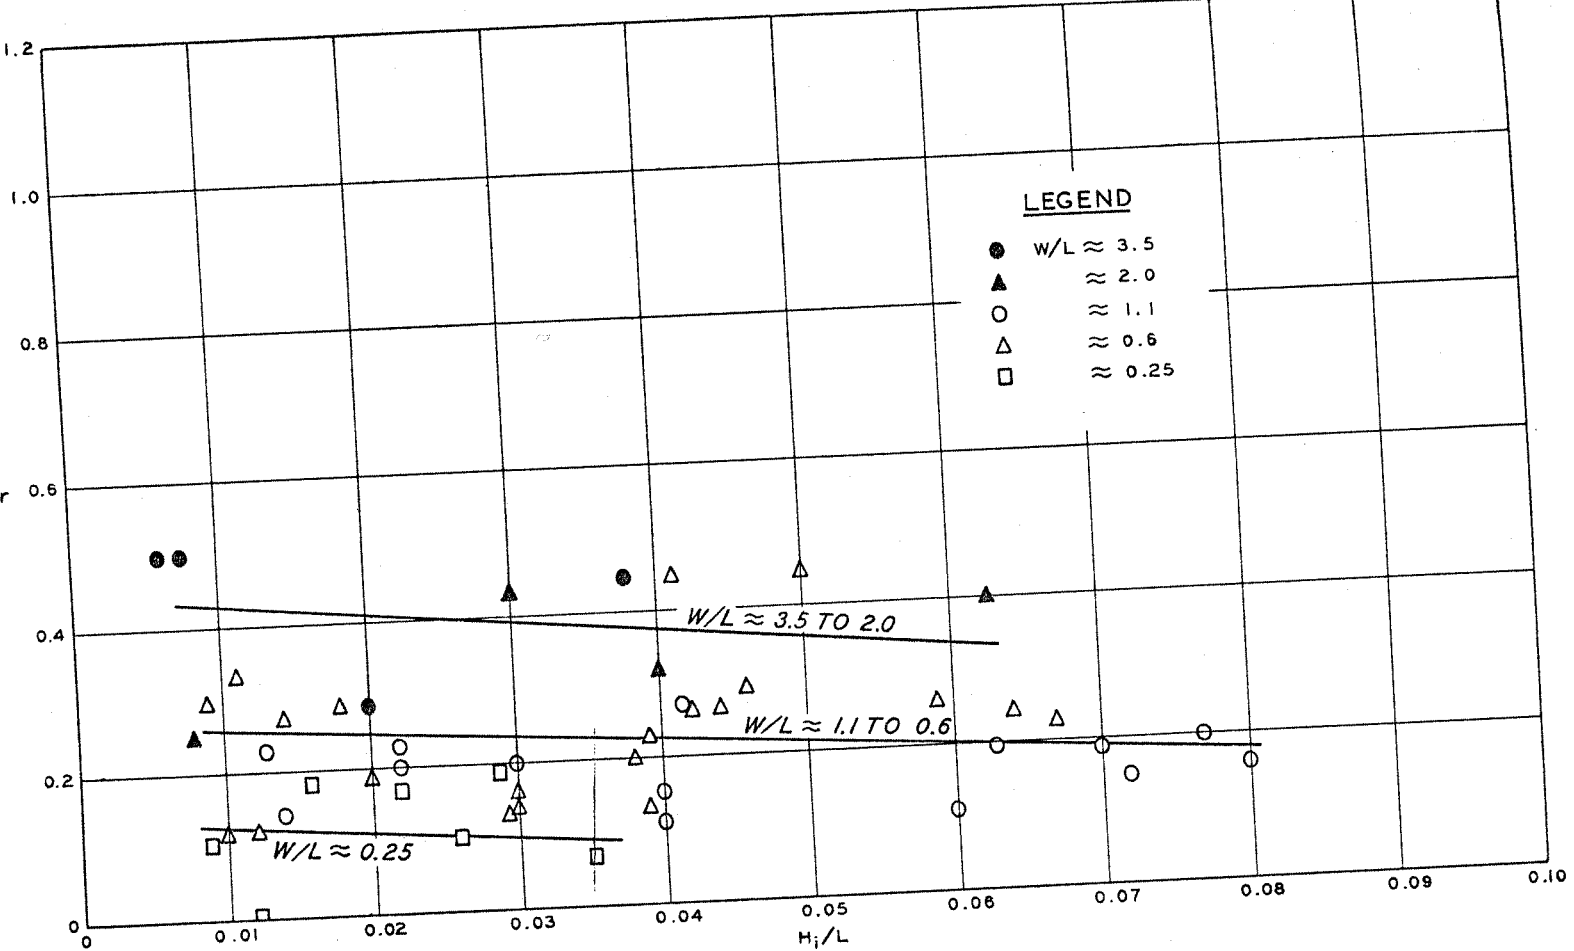 1.2
1.0
0.8
0.6
r
0.4
0.2
0
LEGEND
W/L ≈ 3.5
≈ 2.0
≈ 1.1
≈ 0.6
≈ 0.25
W/L ≈ 3.5 TO 2.0
W/L ≈ 1.1 TO 0.6
W/L ≈ 0.25
0 0.01 0.02 0.03 0.04 0.05 0.06 0.07 0.08 0.09 0.10
Hi/L